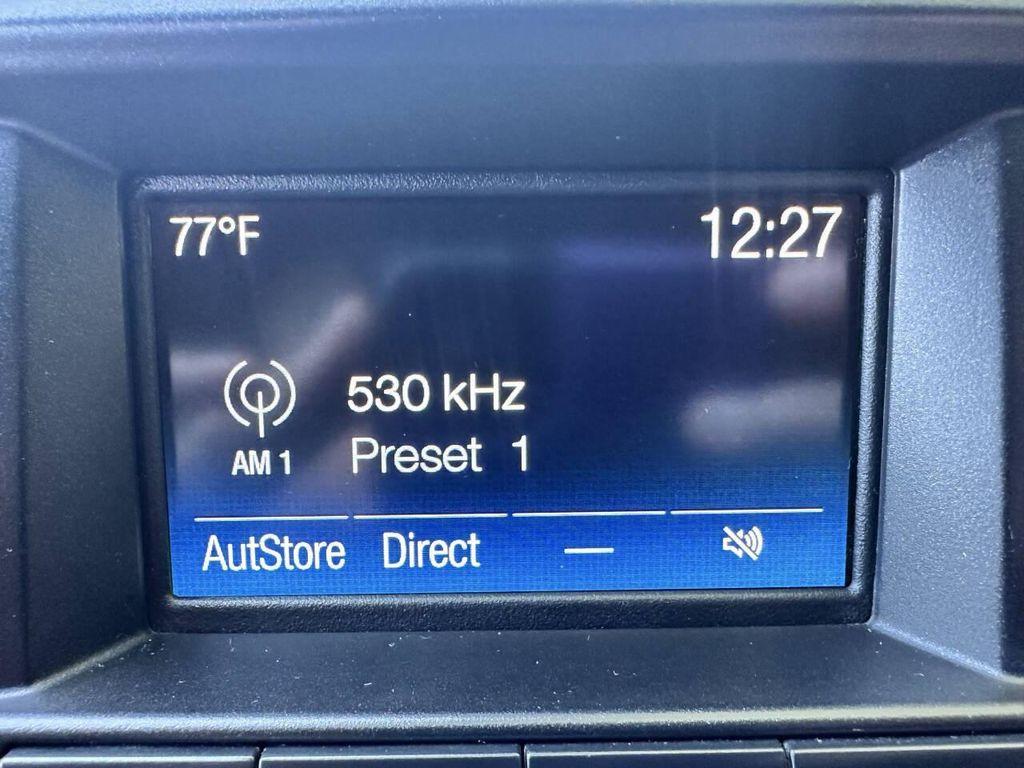 77°F 12:27
530 kHz
AM 1 Preset 1
AutStore Direct —